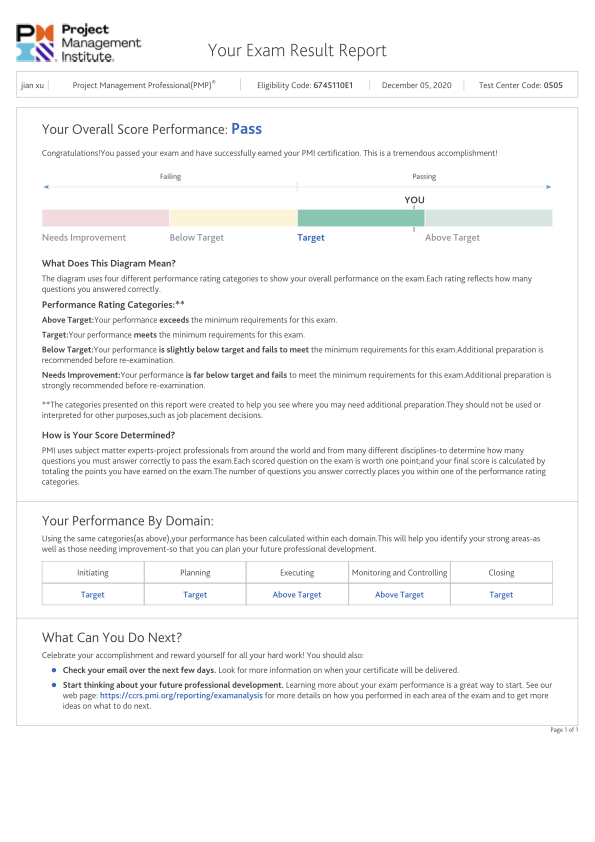 Project
Management
Institute.
Your Exam Result Report
jian xu
Project Management Professional(PMP)®
Eligibility Code: 6745110E1
December 05, 2020
Test Center Code: 0505
Your Overall Score Performance: Pass
Congratulations!You passed your exam and have successfully earned your PMI certification. This is a tremendous accomplishment!
Failing
Passing
YOU
Needs Improvement
Below Target
Target
Above Target
What Does This Diagram Mean?
The diagram uses four different performance rating categories to show your overall performance on the exam.Each rating reflects how many
questions you answered correctly.
Performance Rating Categories:**
Above Target:Your performance exceeds the minimum requirements for this exam.
Target:Your performance meets the minimum requirements for this exam.
Below Target:Your performance is slightly below target and fails to meet the minimum requirements for this exam.Additional preparation is
recommended before re-examination.
Needs Improvement:Your performance is far below target and fails to meet the minimum requirements for this exam.Additional preparation is
strongly recommended before re-examination.
**The categories presented on this report were created to help you see where you may need additional preparation.They should not be used or
interpreted for other purposes,such as job placement decisions.
How is Your Score Determined?
PMI uses subject matter experts-project professionals from around the world and from many different disciplines-to determine how many
questions you must answer correctly to pass the exam.Each scored question on the exam is worth one point;and your final score is calculated by
totaling the points you have earned on the exam.The number of questions you answer correctly places you within one of the performance rating
categories.
Your Performance By Domain:
Using the same categories(as above),your performance has been calculated within each domain.This will help you identify your strong areas-as
well as those needing improvement-so that you can plan your future professional development.
Initiating
Planning
Executing
Monitoring and Controlling
Closing
Target
Target
Above Target
Above Target
Target
What Can You Do Next?
Celebrate your accomplishment and reward yourself for all your hard work! You should also:
Check your email over the next few days. Look for more information on when your certificate will be delivered.
Start thinking about your future professional development. Learning more about your exam performance is a great way to start. See our
web page: https://ccrs.pmi.org/reporting/examanalysis for more details on how you performed in each area of the exam and to get more
ideas on what to do next.
Page 1 of 1